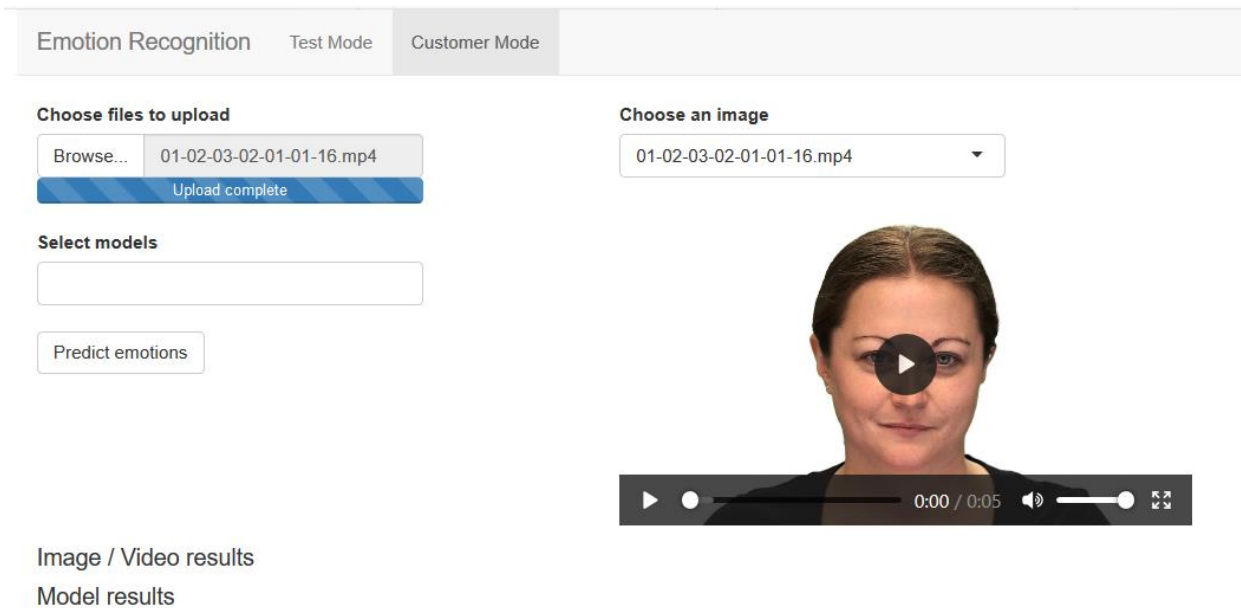 Emotion Recognition Test Mode Customer Mode
Choose files to upload
Browse... 01-02-03-02-01-01-16.mp4
Upload complete
Select models
Predict emotions
Choose an image
01-02-03-02-01-01-16.mp4
0:00 / 0:05
Image / Video results
Model results